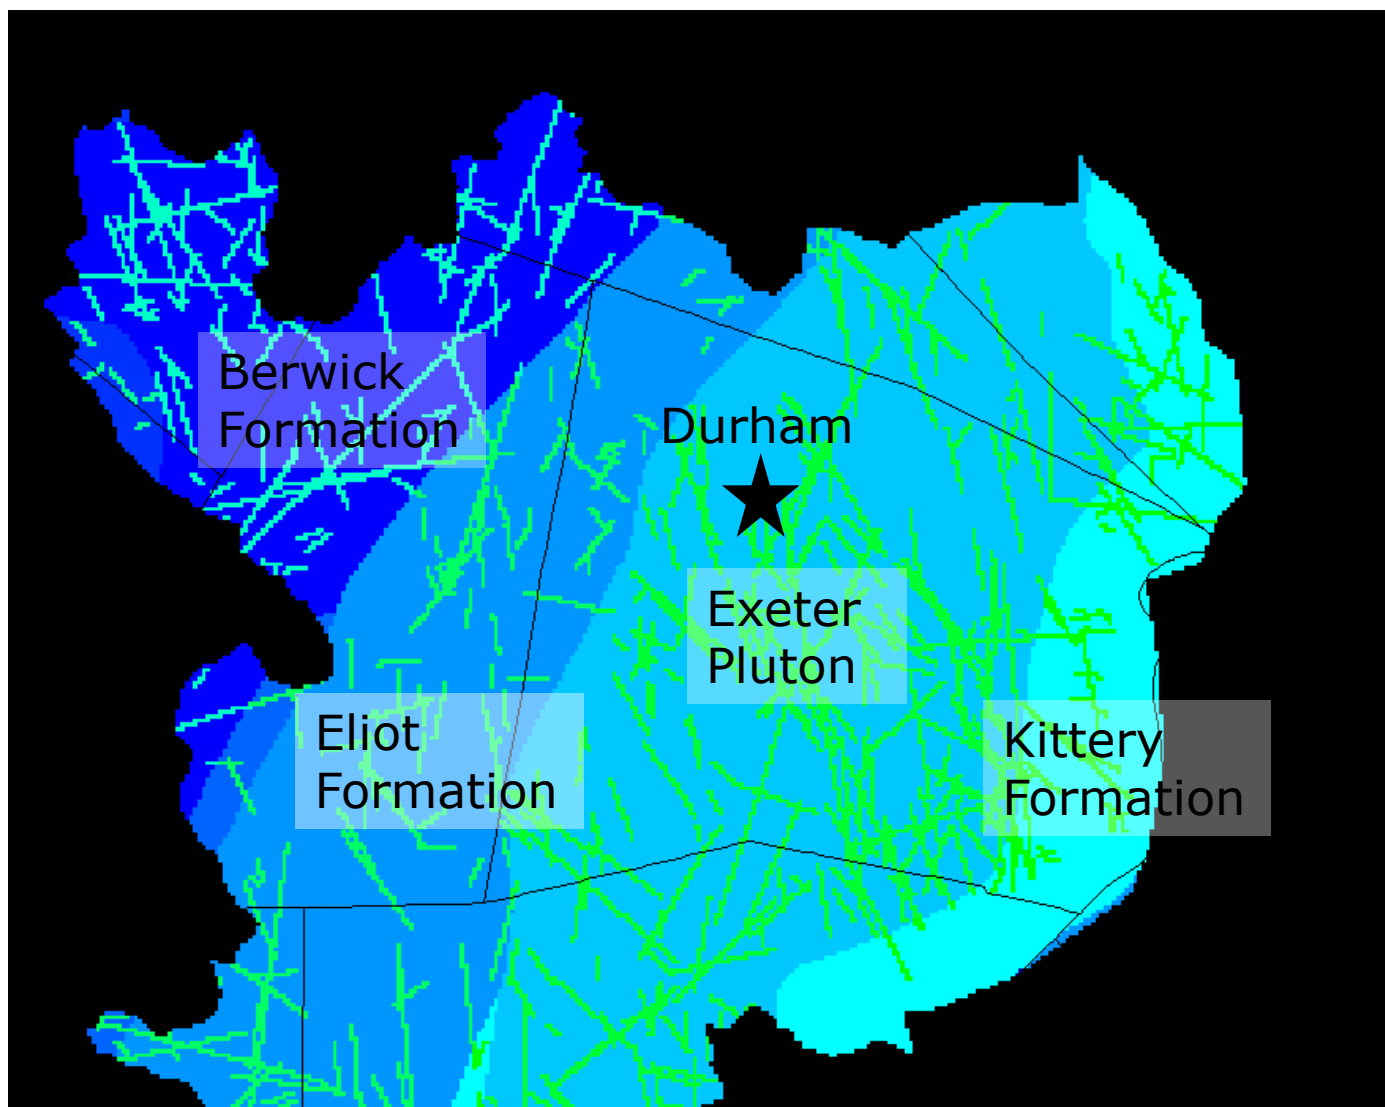 Berwick
Formation
Durham
Exeter
Pluton
Eliot
Formation
Kittery
Formation